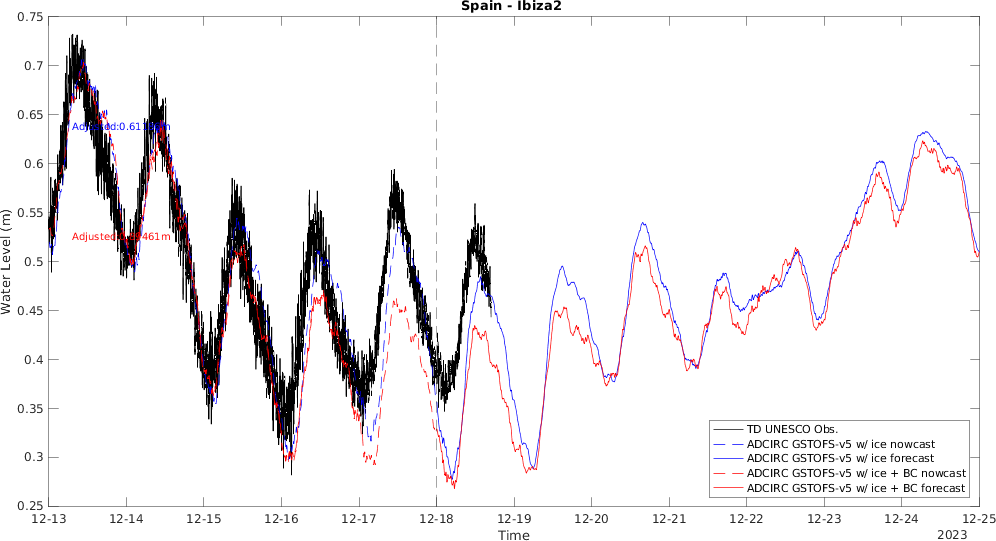 Spain - Ibiza2
Water Level (m)
0.75
0.7
0.65
0.6
0.55
0.5
0.45
0.4
0.35
0.3
0.25
TD UNESCO Obs.
ADCIRC GSTOFS-v5 w/ ice nowcast
ADCIRC GSTOFS-v5 w/ ice forecast
ADCIRC GSTOFS-v5 w/ ice + BC nowcast
ADCIRC GSTOFS-v5 w/ ice + BC forecast
12-13 12-14 12-15 12-16 12-17 12-18 12-19 12-20 12-21 12-22 12-23 12-24 12-25
Time
2023